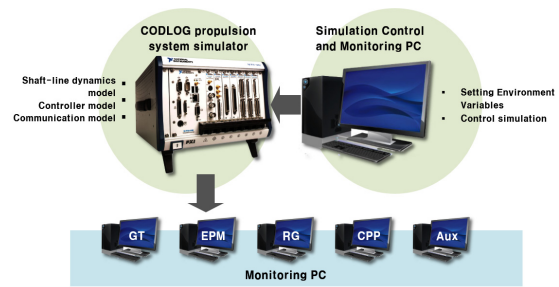 CODLOG propulsion
system simulator
Simulation Control
and Monitoring PC
Shaft-line dynamics
model
Controller model
Communication model
PXI
▪ Setting Environment
Variables
▪ Control simulation
GT
EPM
RG
CPP
Aux
Monitoring PC